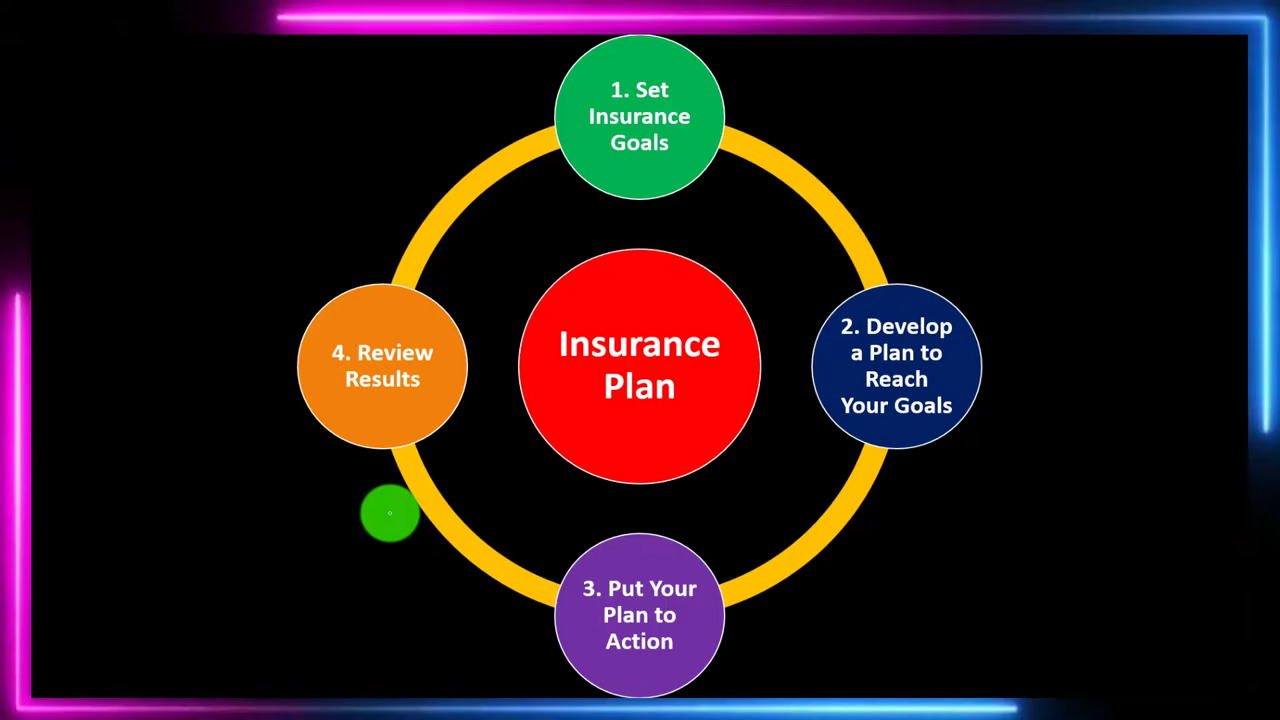 1. Set
Insurance
Goals
Insurance
Plan
2. Develop
a Plan to
Reach
Your Goals
4. Review
Results
3. Put Your
Plan to
Action